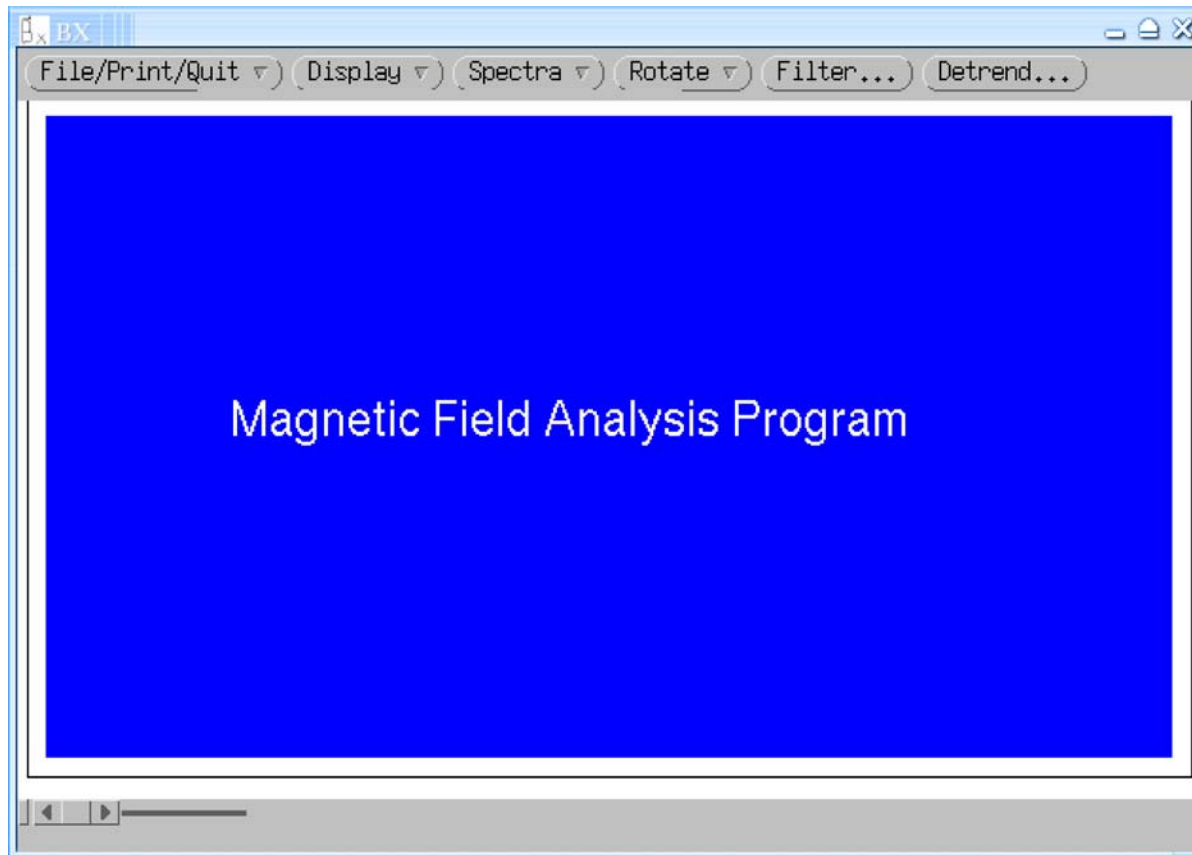 BX
File/Print/Quit Display Spectra Rotate Filter... Detrend...
Magnetic Field Analysis Program